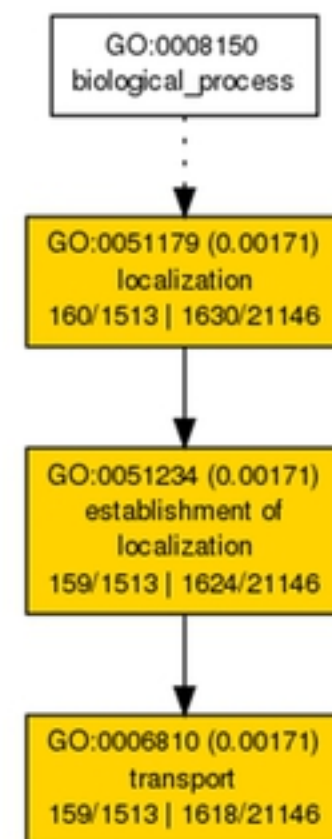 GO:0008150
biological_process
GO:0051179 (0.00171)
localization
160/1513 | 1630/21146
GO:0051234 (0.00171)
establishment of
localization
159/1513 | 1624/21146
GO:0006810 (0.00171)
transport
159/1513 | 1618/21146